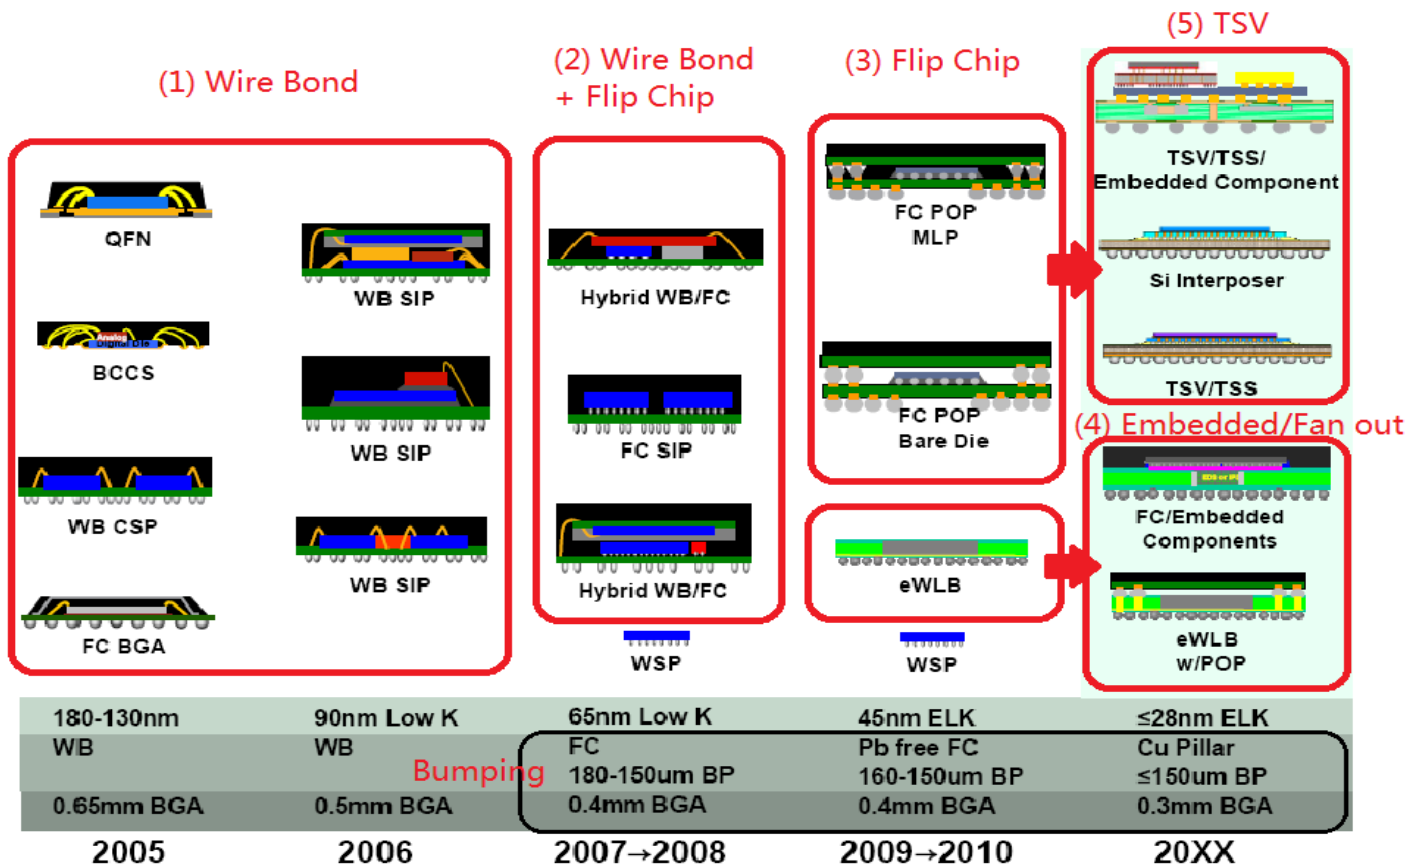 (1) Wire Bond
(2) Wire Bond
+ Flip Chip
(3) Flip Chip
(5) TSV
QFN
BCCS
Analog
Digital Die
WB CSP
FC BGA
WB SIP
WB SIP
WB SIP
Hybrid WB/FC
FC SIP
Hybrid WB/FC
WSP
FC POP
MLP
FC POP
Bare Die
eWLB
WSP
TSV/TSS/
Embedded Component
Si Interposer
TSV/TSS
(4) Embedded/Fan out
FC/Embedded
Components
eWLB
w/POP
180-130nm
90nm Low K
65nm Low K
45nm ELK
≤28nm ELK
WB
WB
FC
Pb free FC
Cu Pillar
Bumping
180-150um BP
160-150um BP
≤150um BP
0.65mm BGA
0.5mm BGA
0.4mm BGA
0.4mm BGA
0.3mm BGA
2005
2006
2007→2008
2009→2010
20XX